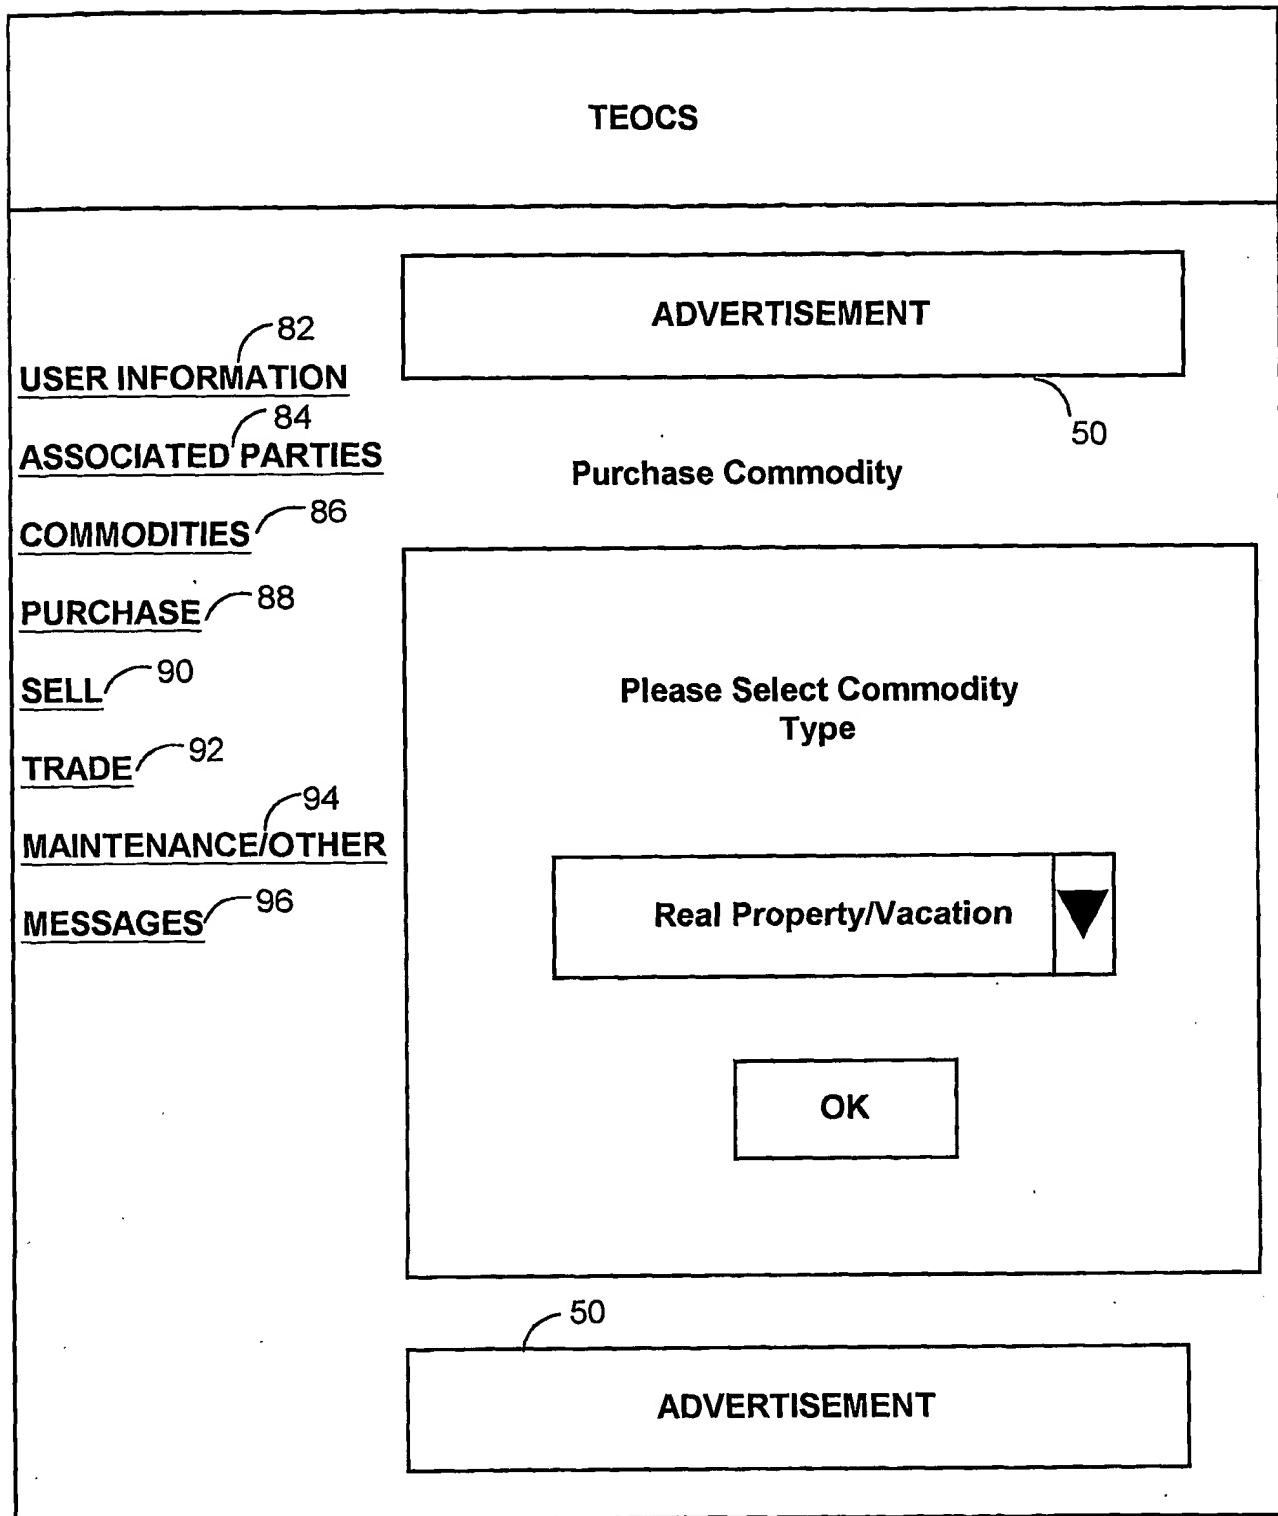 TEOCS
ADVERTISEMENT
50
82
USER INFORMATION
84
ASSOCIATED PARTIES
86
COMMODITIES
88
PURCHASE
90
SELL
92
TRADE
94
MAINTENANCE/OTHER
96
MESSAGES
Purchase Commodity
Please Select Commodity
Type
Real Property/Vacation
OK
50
ADVERTISEMENT